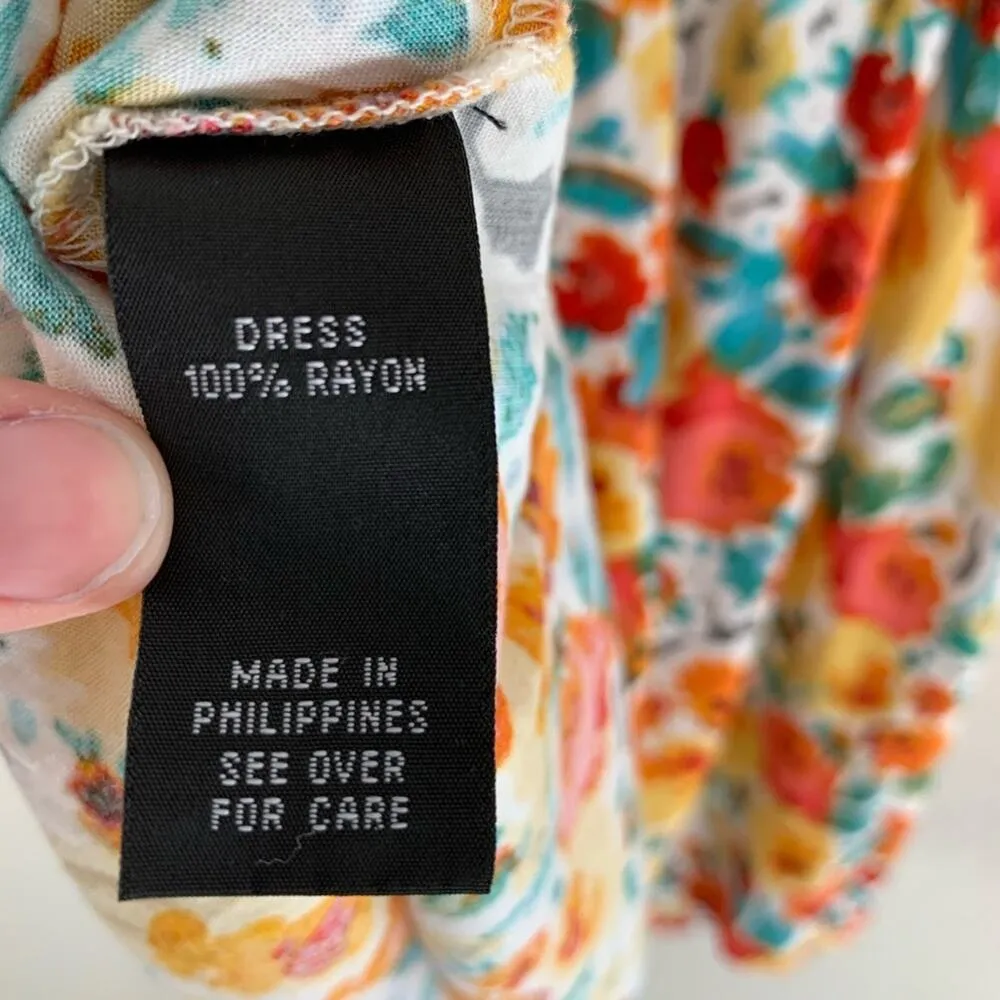 DRESS
100% RAYON
MADE IN
PHILIPPINES
SEE OVER
FOR CARE